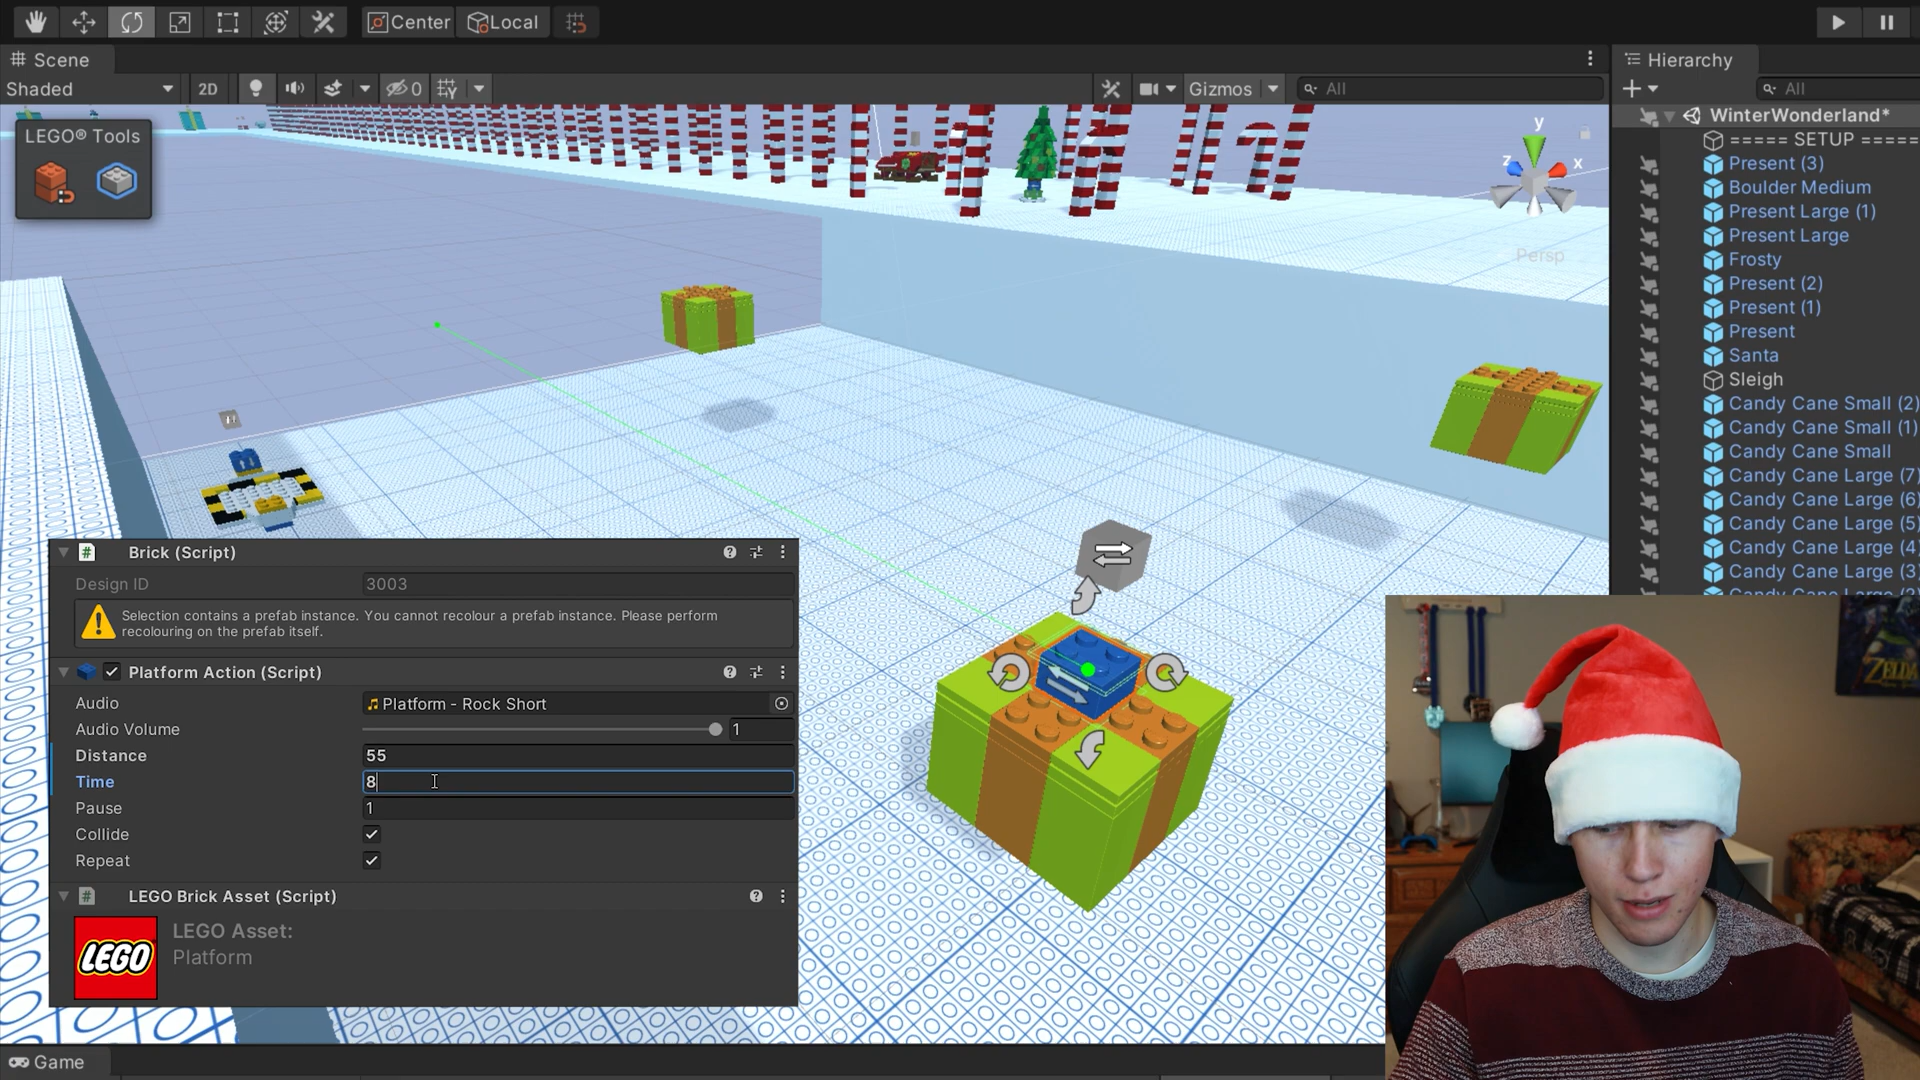 Center
Local
Scene
Hierarchy
Shaded
2D
0
Gizmos
All
All
LEGO® Tools
y
z
x
Persp
WinterWonderland*
===== SETUP =====
Present (3)
Boulder Medium
Present Large (1)
Present Large
Frosty
Present (2)
Present (1)
Present
Santa
Sleigh
Candy Cane Small (2)
Candy Cane Small (1)
Candy Cane Small
Candy Cane Large (7)
Candy Cane Large (6)
Candy Cane Large (5)
Candy Cane Large (4)
Candy Cane Large (3)
Brick (Script)
Design ID
3003
Selection contains a prefab instance. You cannot recolour a prefab instance. Please perform
recolouring on the prefab itself.
Platform Action (Script)
Audio
Platform - Rock Short
Audio Volume
1
Distance
55
Time
8
Pause
1
Collide
Repeat
LEGO Brick Asset (Script)
LEGO
LEGO Asset:
Platform
ZELDA
Game